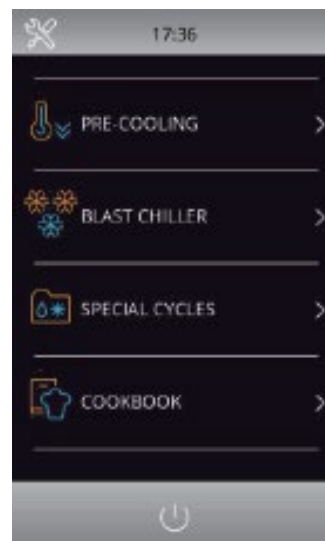 17:36
PRE-COOLING
BLAST CHILLER
SPECIAL CYCLES
COOKBOOK